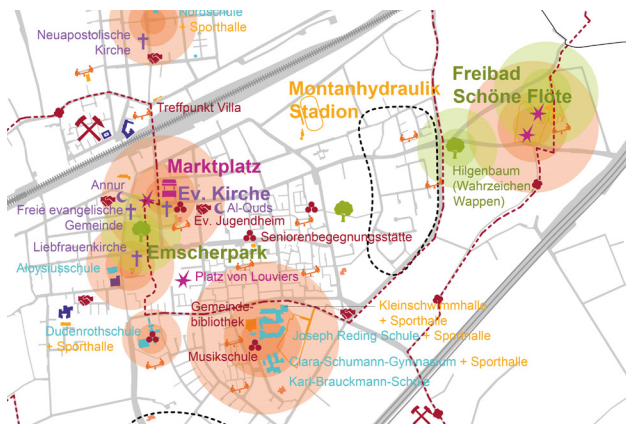 Nordschule
+ Sporthalle
Neuapostolische
Kirche
Treffpunkt Villa
Montanhydraulik
Stadion
Freibad
Schöne Flöte
Hilgenbaum
(Wahrzeichen
Wappen)
Marktplatz
Annur
Ev. Kirche
Freie evangelische
Gemeinde
Al-Quds
Ev. Jugendheim
Liebfrauenkirche
Emscherpark
Seniorenbegegnungsstätte
Aloysiusschule
Platz von Louviers
Gemeinde-
bibliothek
Kleinschwimmhalle
+ Sporthalle
Dudenrothschule
+ Sporthalle
Joseph Reding Schule + Sporthalle
Musikschule
Clara-Schumann-Gymnasium + Sporthalle
Karl-Brauckmann-Schule